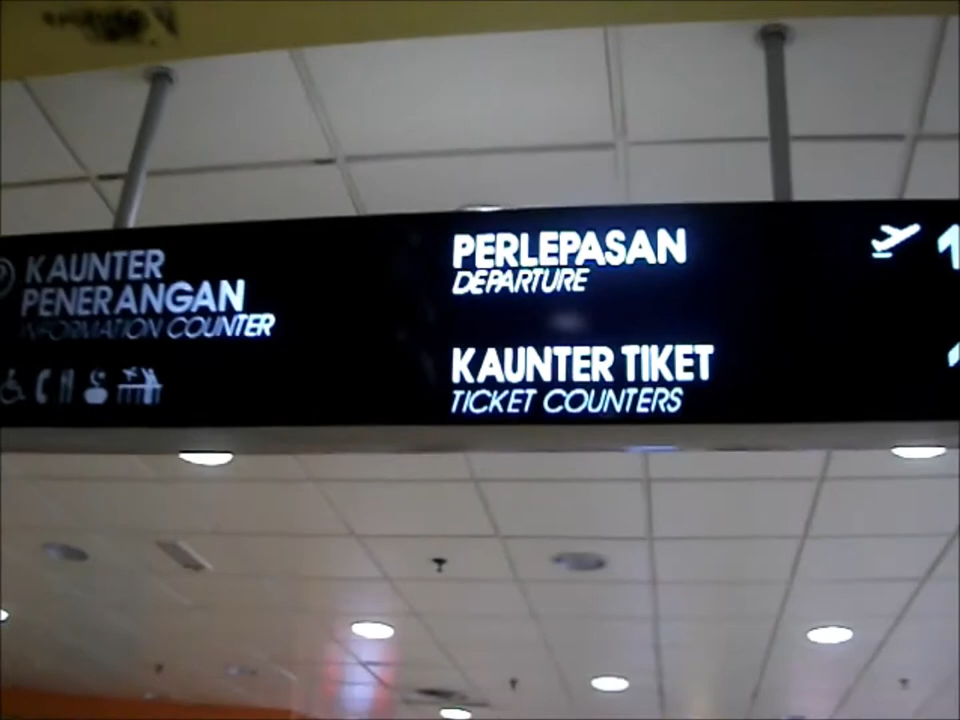 KAUNTER
PENERANGAN
INFORMATION COUNTER
PERLEPASAN
DEPARTURE
KAUNTER TIKET
TICKET COUNTERS